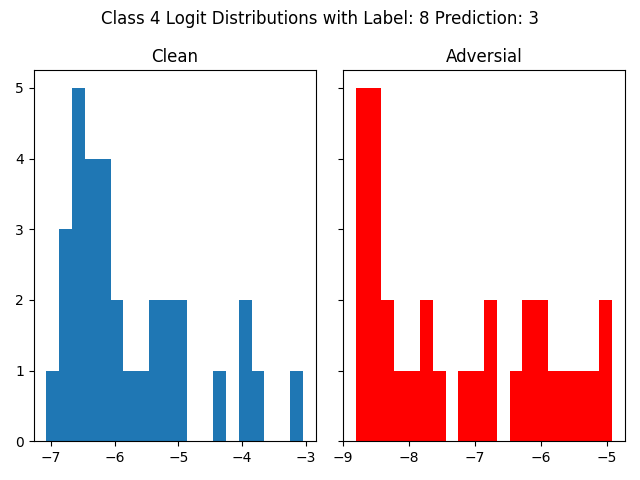 Class 4 Logit Distributions with Label: 8 Prediction: 3
Clean
Adversial
5
4
3
2
1
0
−7 −6 −5 −4 −3
−9 −8 −7 −6 −5